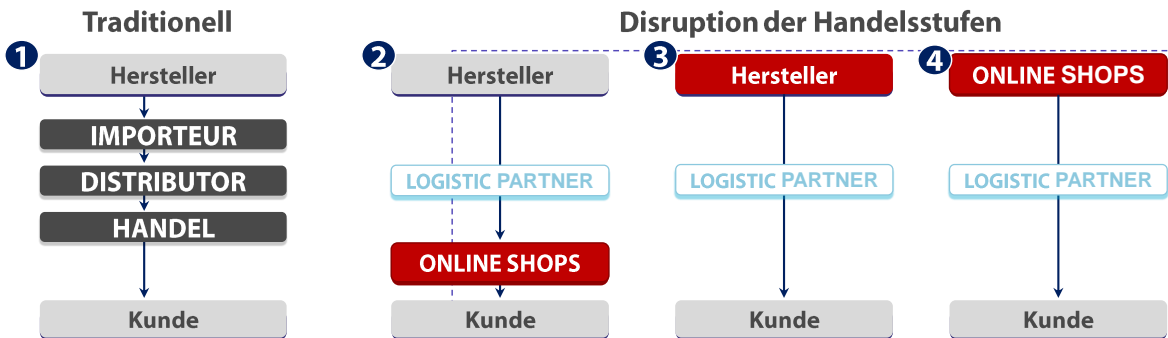 Traditionell
Disruption der Handelsstufen
1
Hersteller
IMPORTEUR
DISTRIBUTOR
HANDEL
Kunde
2
Hersteller
LOGISTIC PARTNER
ONLINE SHOPS
Kunde
3
Hersteller
LOGISTIC PARTNER
Kunde
4
ONLINE SHOPS
LOGISTIC PARTNER
Kunde